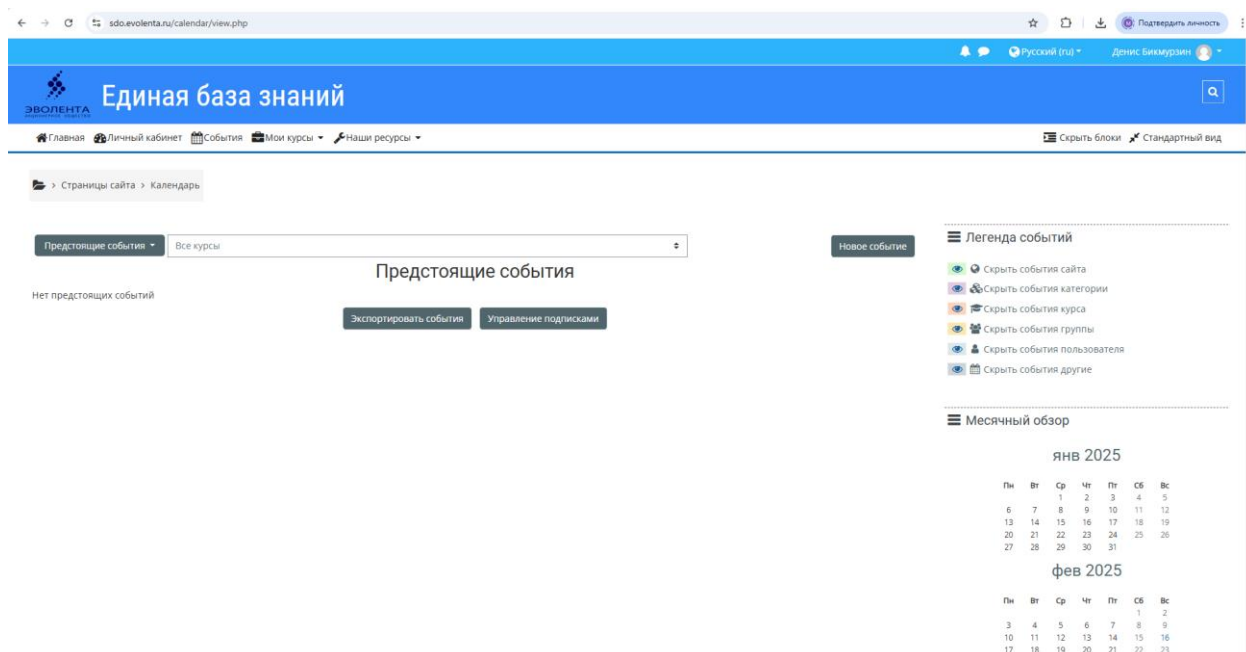 sdo.evolenta.ru/calendar/view.php
Подтвердить личность
Русский (ru)
Денис Бикмурзин
ЭВОЛЕНТА
Единая база знаний
Главная Личный кабинет События Мои курсы Наши ресурсы
Скрыть блоки Стандартный вид
> Страницы сайта > Календарь
Предстоящие события
Все курсы
Новое событие
Предстоящие события
Нет предстоящих событий
Экспортировать события
Управление подписками
Легенда событий
Скрыть события сайта
Скрыть события категории
Скрыть события курса
Скрыть события группы
Скрыть события пользователя
Скрыть события другие
Месячный обзор
янв 2025
Пн Вт Ср Чт Пт Сб Вс
1 2 3 4 5
6 7 8 9 10 11 12
13 14 15 16 17 18 19
20 21 22 23 24 25 26
27 28 29 30 31
фев 2025
Пн Вт Ср Чт Пт Сб Вс
1 2
3 4 5 6 7 8 9
10 11 12 13 14 15 16
17 18 19 20 21 22 23